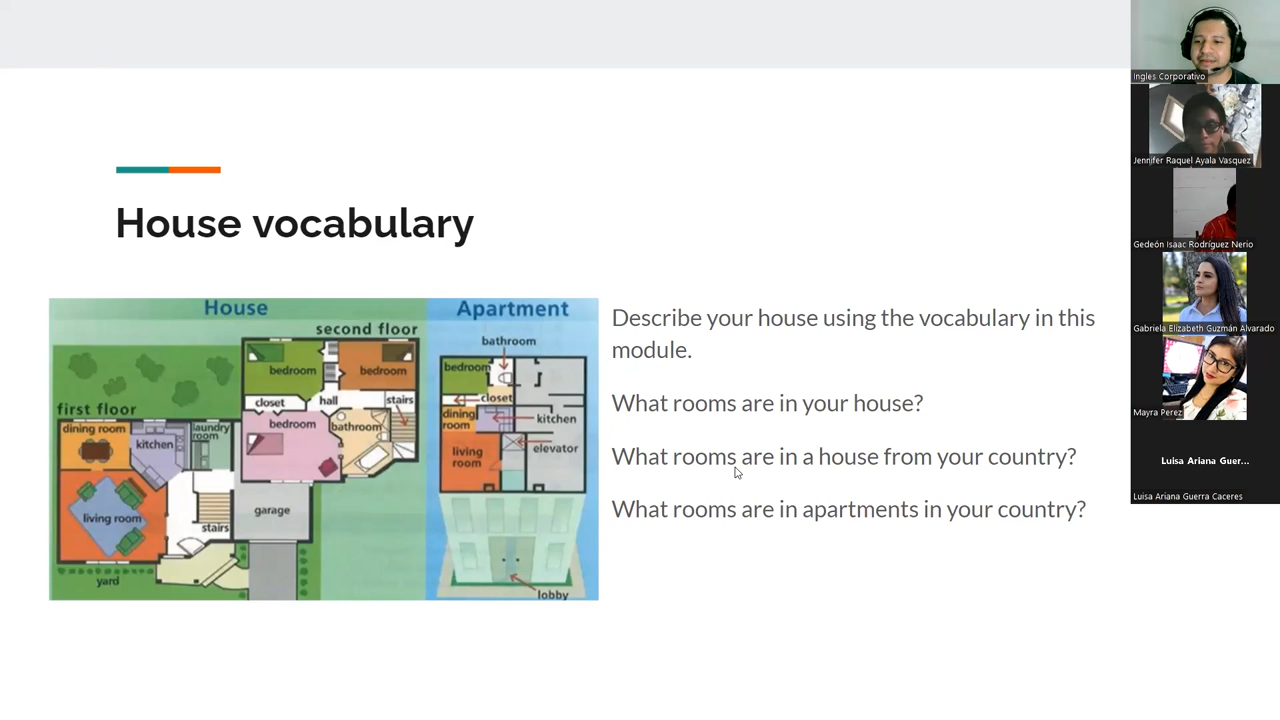 House vocabulary
House
Apartment
second floor
bathroom
bedroom
bedroom
bedroom
closet
hall
stairs
closet
first floor
bedroom
bathroom
dining
room
kitchen
dining room
kitchen
laundry
room
elevator
living
room
living room
garage
stairs
yard
lobby
Describe your house using the vocabulary in this
module.
What rooms are in your house?
What rooms are in a house from your country?
What rooms are in apartments in your country?
Ingles Corporativo
Jennifer Raquel Ayala Vasquez
Gedeón Isaac Rodríguez Nerio
Gabriela Elizabeth Guzmán Alvarado
Mayra Perez
Luisa Ariana Guer...
Luisa Ariana Guerra Caceres